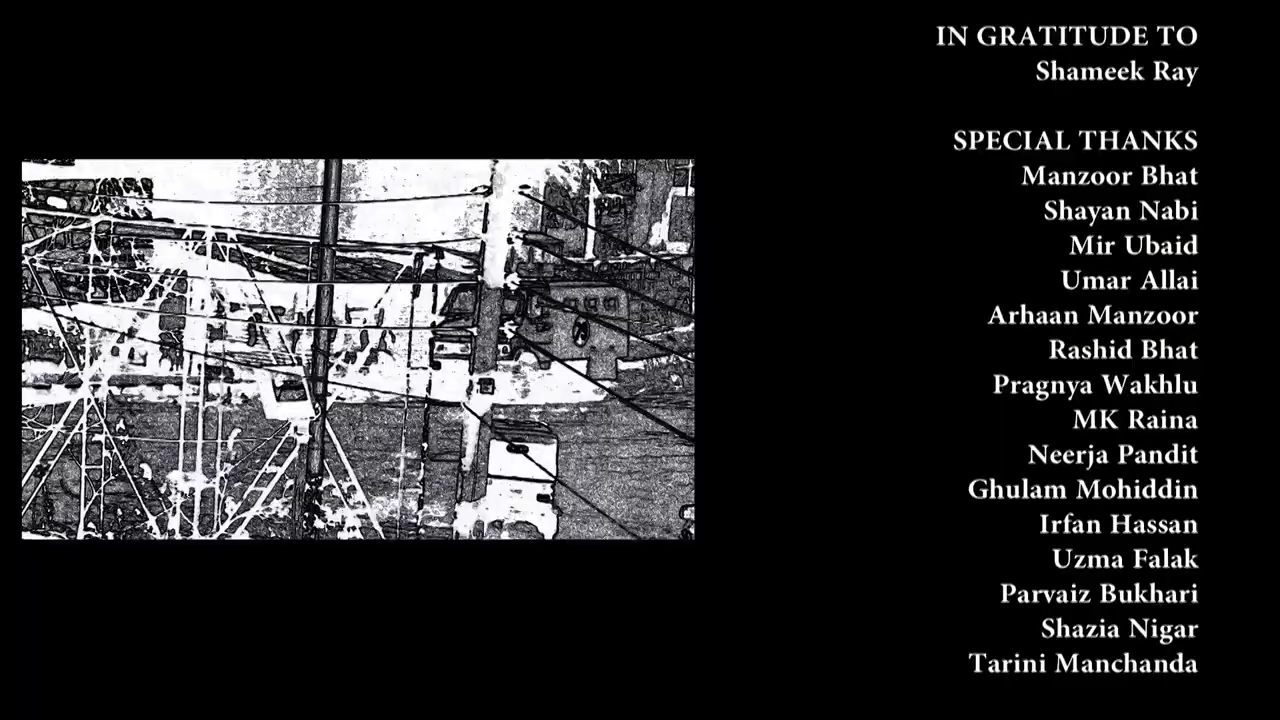 IN GRATITUDE TO
Shameek Ray
SPECIAL THANKS
Manzoor Bhat
Shayan Nabi
Mir Ubaid
Umar Allai
Arhaan Manzoor
Rashid Bhat
Pragnya Wakhlu
MK Raina
Neerja Pandit
Ghulam Mohiddin
Irfan Hassan
Uzma Falak
Parvaiz Bukhari
Shazia Nigar
Tarini Manchanda